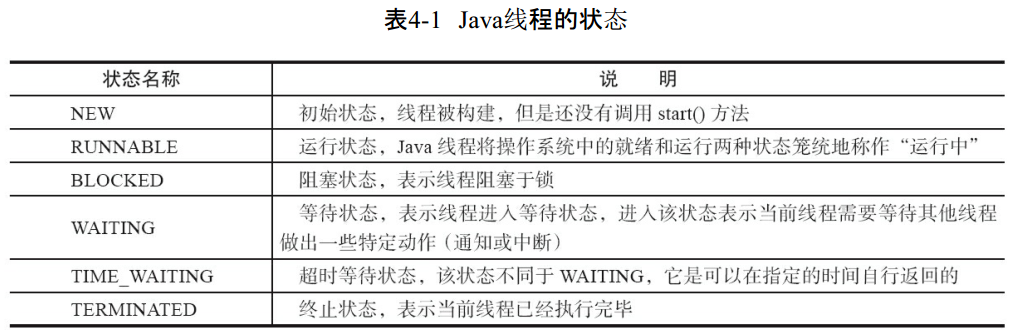 表4-1 Java线程的状态
状态名称 说 明
NEW 初始状态，线程被构建，但是还没有调用 start() 方法
RUNNABLE 运行状态，Java 线程将操作系统中的就绪和运行两种状态笼统地称作“运行中”
BLOCKED 阻塞状态，表示线程阻塞于锁
WAITING 等待状态，表示线程进入等待状态，进入该状态表示当前线程需要等待其他线程
做出一些特定动作（通知或中断）
TIME_WAITING 超时等待状态，该状态不同于 WAITING，它是可以在指定的时间自行返回的
TERMINATED 终止状态，表示当前线程已经执行完毕